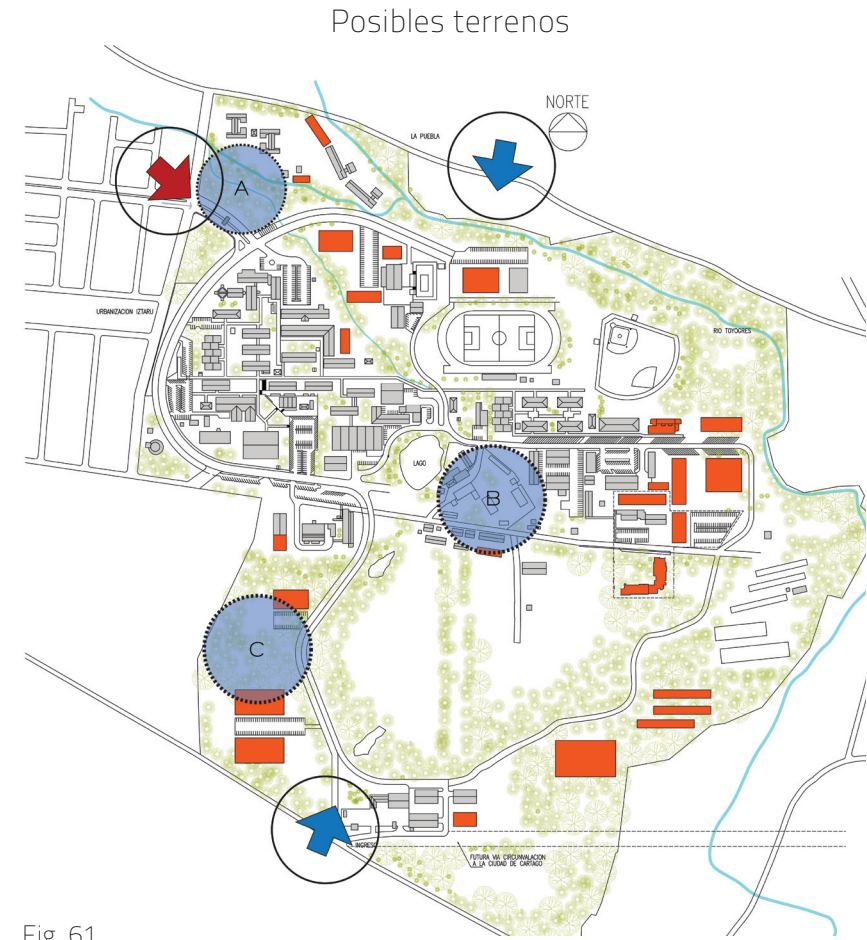 Posibles terrenos
NORTE
LA PUEBLA
A
URBANIZACION IZTARU
RIO TOYOGRES
LAGO
B
C
INGRESO
FUTURA VIA CIRCUNVALACION
A LA CIUDAD DE CARTAGO
Fig. 61